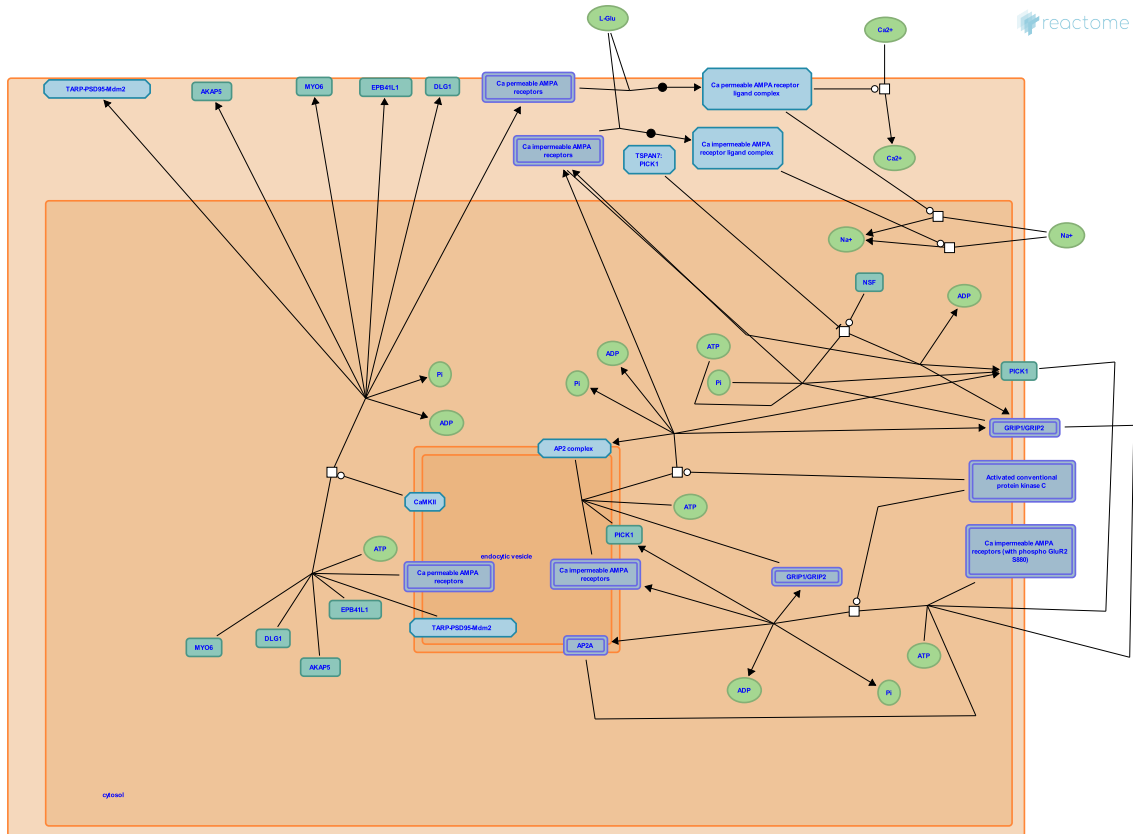 L-Glu
reactome
Ca2+
TARP-PSD95-Mdm2
AKAP5
MYO6
EPB41L1
DLG1
Ca permeable AMPA
receptors
Ca permeable AMPA receptor
ligand complex
Ca impermeable AMPA
receptors
TSPAN7:
PICK1
Ca impermeable AMPA
receptor ligand complex
Ca2+
Na+
Na+
NSF
ADP
ATP
ADP
Pi
Pi
Pi
PICK1
ADP
GRIP1/GRIP2
AP2 complex
Activated conventional
protein kinase C
CaMKII
ATP
PICK1
ATP
endocytic vesicle
Ca impermeable AMPA
receptors (with phospho GluR2
S880)
Ca permeable AMPA
receptors
Ca impermeable AMPA
receptors
GRIP1/GRIP2
EPB41L1
TARP-PSD95-Mdm2
DLG1
MYO6
AP2A
AKAP5
ATP
ADP
Pi
cytosol